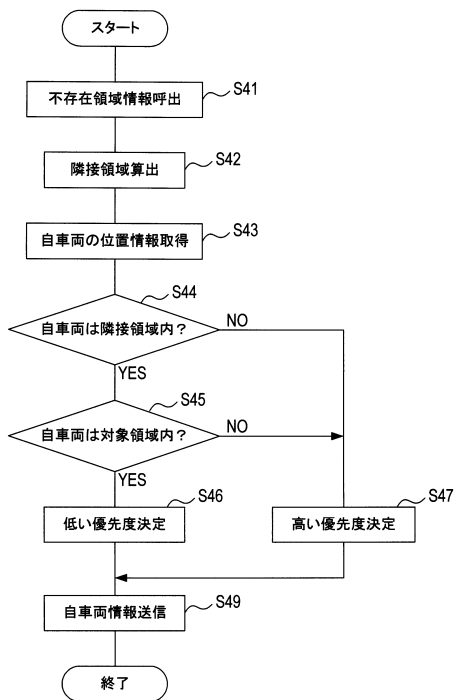 スタート
不存在領域情報呼出
S41
隣接領域算出
S42
自車両の位置情報取得
S43
S44
自車両は隣接領域内?
NO
YES
S45
自車両は対象領域内?
NO
YES
S46
低い優先度決定
S47
高い優先度決定
自車両情報送信
S49
終了